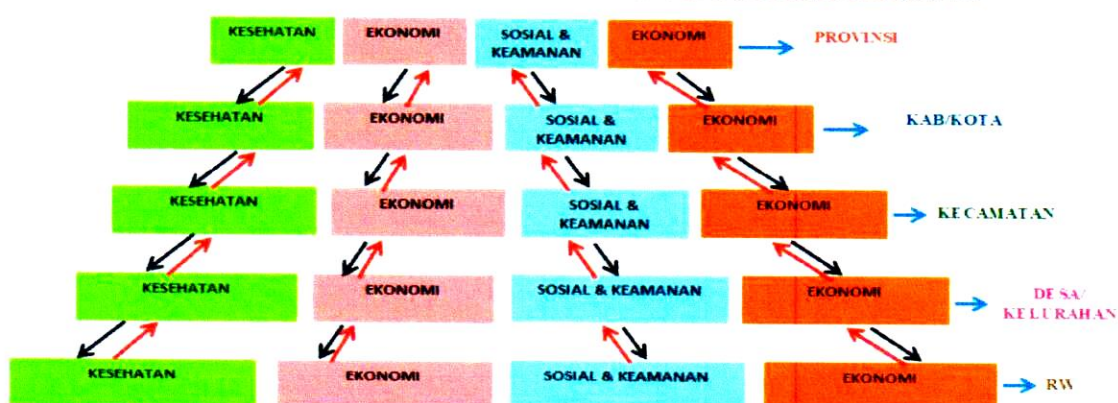 KESEHATAN
EKONOMI
SOSIAL &
KEAMANAN
EKONOMI
PROVINSI
KESEHATAN
EKONOMI
SOSIAL &
KEAMANAN
EKONOMI
KAB/KOTA
KESEHATAN
EKONOMI
SOSIAL &
KEAMANAN
EKONOMI
KECAMATAN
KESEHATAN
EKONOMI
SOSIAL & KEAMANAN
EKONOMI
DESA/
KELURAHAN
KESEHATAN
EKONOMI
SOSIAL & KEAMANAN
EKONOMI
RW